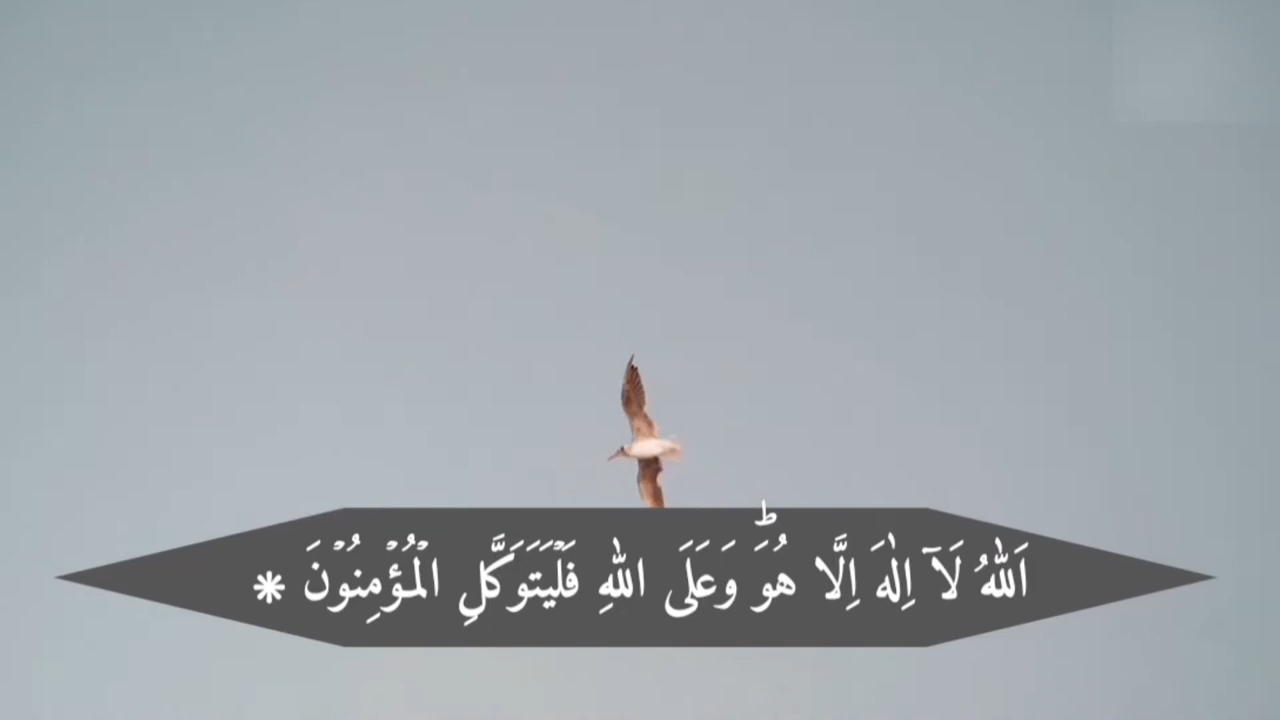 اَللّٰهُ لَاۤ اِلٰهَ اِلَّا هُوَؕ وَعَلَى اللّٰهِ فَلۡيَتَوَكَّلِ الۡمُؤۡمِنُوۡنَ *